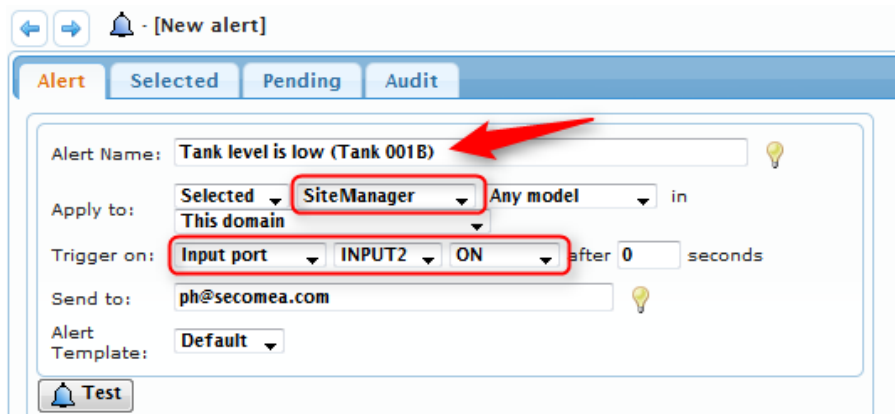 - [New alert]
Alert Selected Pending Audit
Alert Name: Tank level is low (Tank 001B)
Apply to: Selected SiteManager Any model in
This domain
Trigger on: Input port INPUT2 ON after 0 seconds
Send to: ph@secomea.com
Alert
Template: Default
Test